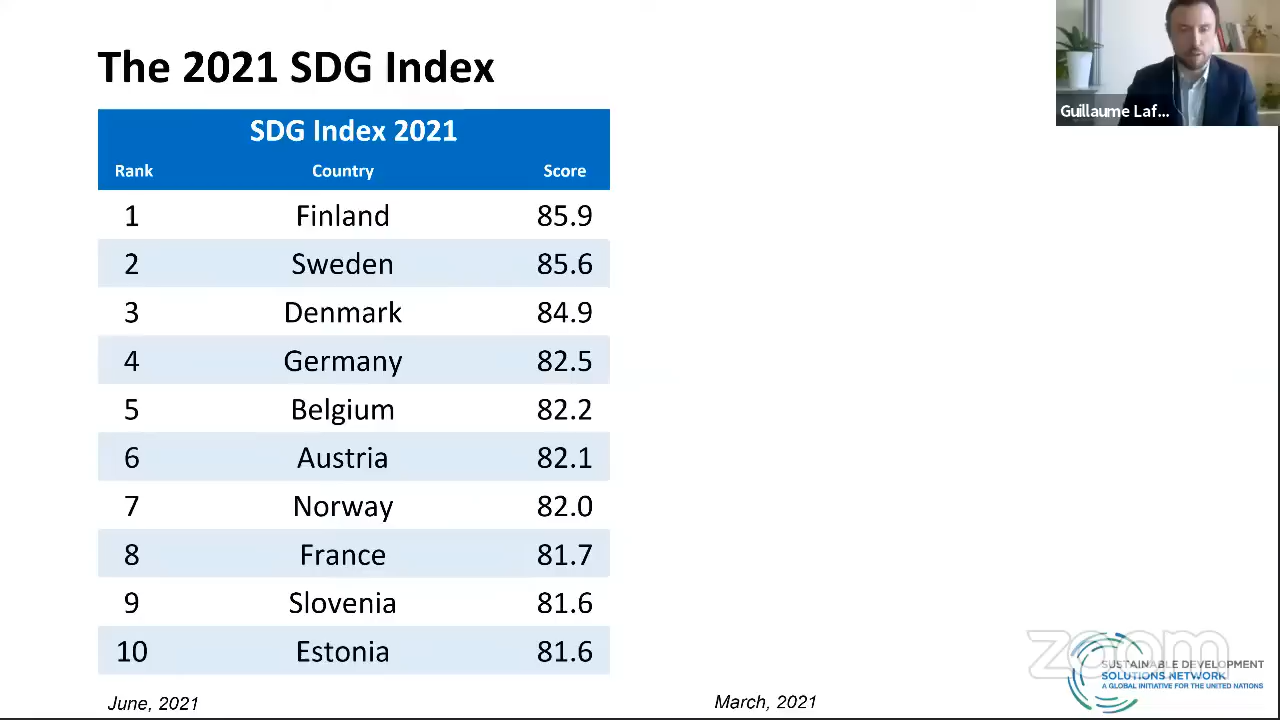 The 2021 SDG Index
Guillaume Laf...
SDG Index 2021
Rank Country Score
1 Finland 85.9
2 Sweden 85.6
3 Denmark 84.9
4 Germany 82.5
5 Belgium 82.2
6 Austria 82.1
7 Norway 82.0
8 France 81.7
9 Slovenia 81.6
10 Estonia 81.6
June, 2021
March, 2021
zoom
SUSTAINABLE DEVELOPMENT
SOLUTIONS NETWORK
A GLOBAL INITIATIVE FOR THE UNITED NATIONS